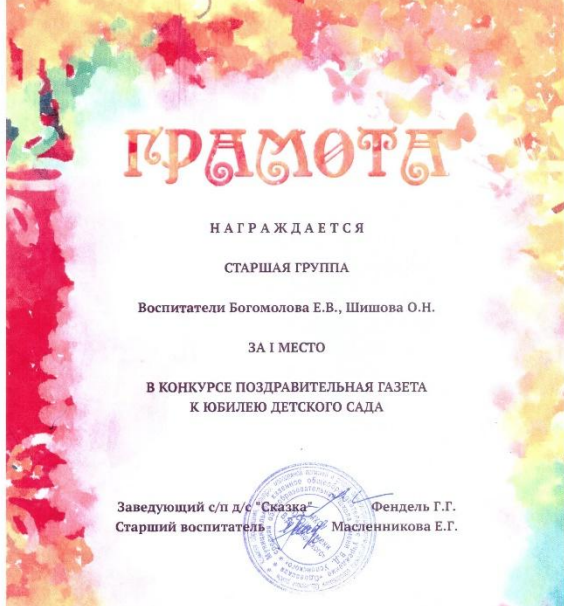 ГРАМОТА
НАГРАЖДАЕТСЯ
СТАРШАЯ ГРУППА
Воспитатели Богомолова Е.В., Шишова О.Н.
ЗА I МЕСТО
В КОНКУРСЕ ПОЗДРАВИТЕЛЬНАЯ ГАЗЕТА
К ЮБИЛЕЮ ДЕТСКОГО САДА
Заведующий с/п д/с "Сказка" Фендель Г.Г.
Старший воспитатель Масленникова Е.Г.